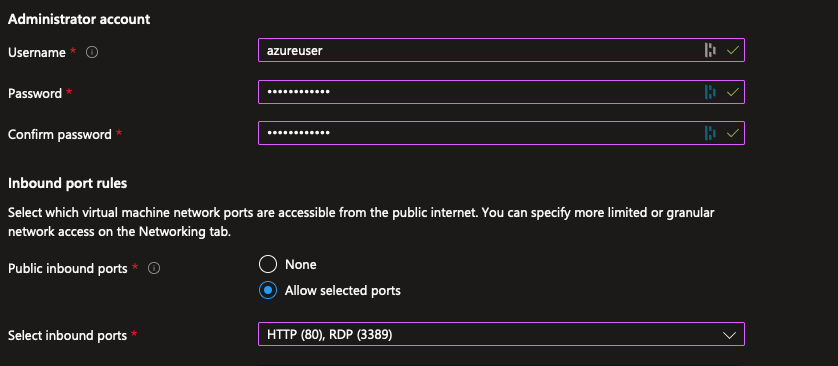 Administrator account
Username *
azureuser
Password *
••••••••••••
Confirm password *
••••••••••••
Inbound port rules
Select which virtual machine network ports are accessible from the public internet. You can specify more limited or granular
network access on the Networking tab.
Public inbound ports *
None
Allow selected ports
Select inbound ports *
HTTP (80), RDP (3389)